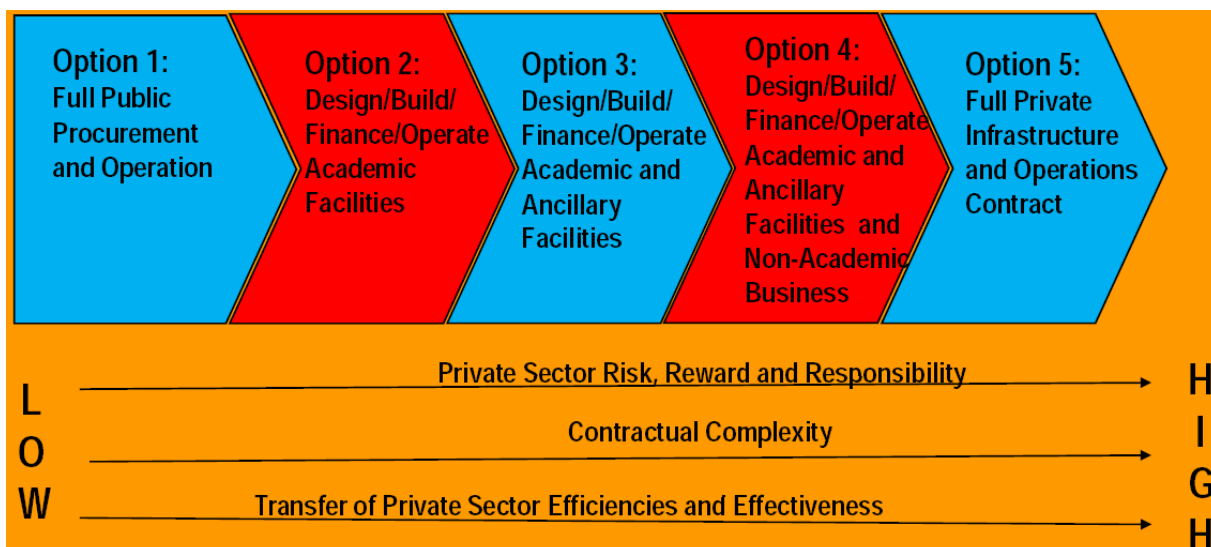 Option 1:
Full Public
Procurement
and Operation
Option 2:
Design/Build/
Finance/Operate
Academic
Facilities
Option 3:
Design/Build/
Finance/Operate
Academic and
Ancillary
Facilities
Option 4:
Design/Build/
Finance/Operate
Academic and
Ancillary
Facilities and
Non-Academic
Business
Option 5:
Full Private
Infrastructure
and Operations
Contract
LOW
Private Sector Risk, Reward and Responsibility
Contractual Complexity
Transfer of Private Sector Efficiencies and Effectiveness
HIGH